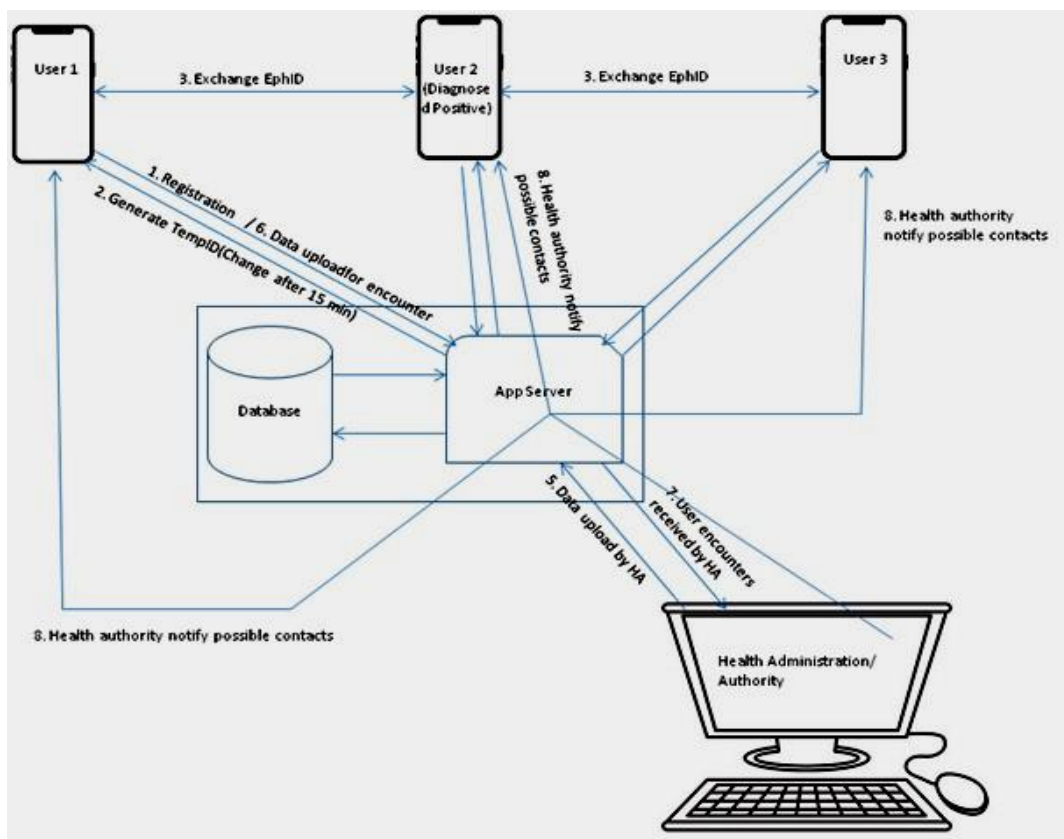 User 1
3. Exchange EphID
User 2
(Diagnose
d Positive)
3. Exchange EphID
User 3
1. Registration / 6. Data uploadfor encounter
2. Generate TempID(Change after 15 min)
8. Health authority notify
possible contacts
8. Health authority
notify possible contacts
Database
App Server
5. Data upload by HA
7. User encounters
received by HA
8. Health authority notify possible contacts
Health Administration/
Authority